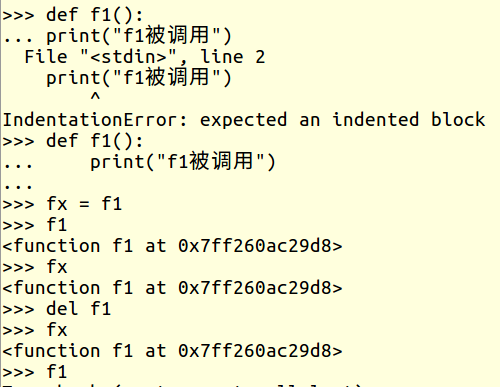 >>> def f1():
... print("f1被调用")
  File "<stdin>", line 2
    print("f1被调用")
        ^
IndentationError: expected an indented block
>>> def f1():
...     print("f1被调用")
...
>>> fx = f1
>>> f1
<function f1 at 0x7ff260ac29d8>
>>> fx
<function f1 at 0x7ff260ac29d8>
>>> del f1
>>> fx
<function f1 at 0x7ff260ac29d8>
>>> f1